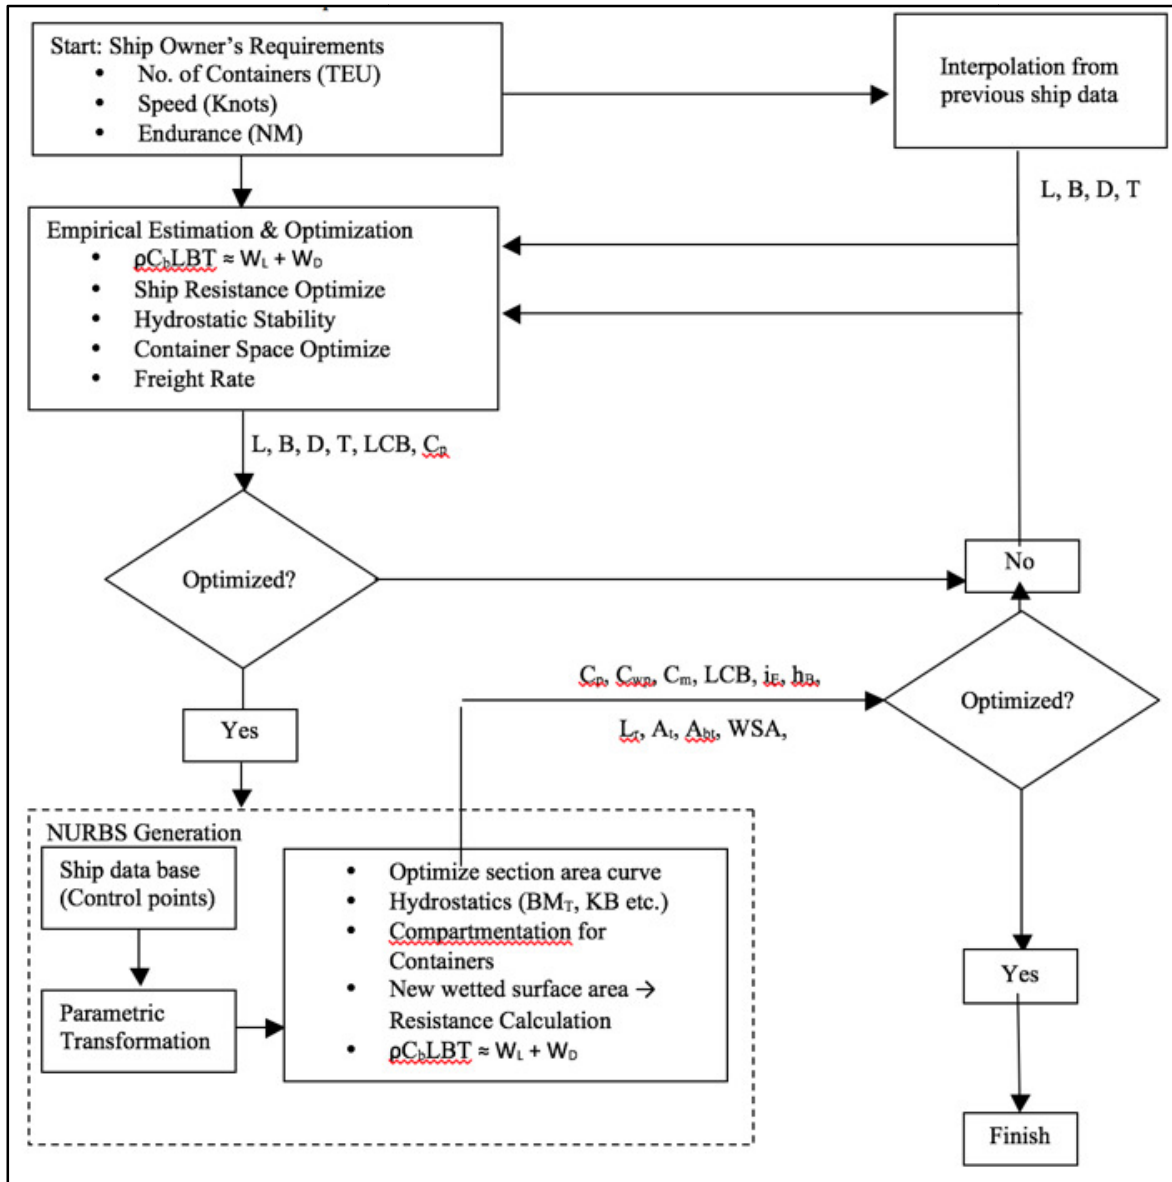 Start: Ship Owner's Requirements
• No. of Containers (TEU)
• Speed (Knots)
• Endurance (NM)
Interpolation from
previous ship data
L, B, D, T
Empirical Estimation & Optimization
• ρCbLBT ≈ WL + WD
• Ship Resistance Optimize
• Hydrostatic Stability
• Container Space Optimize
• Freight Rate
L, B, D, T, LCB, Cp
Optimized?
No
Yes
Cp, Cwp, Cm, LCB, iE, hB,
Lr, At, Abt, WSA,
Optimized?
NURBS Generation
Ship data base
(Control points)
Parametric
Transformation
• Optimize section area curve
• Hydrostatics (BMT, KB etc.)
• Compartmentation for
Containers
• New wetted surface area →
Resistance Calculation
• ρCbLBT ≈ WL + WD
Yes
Finish